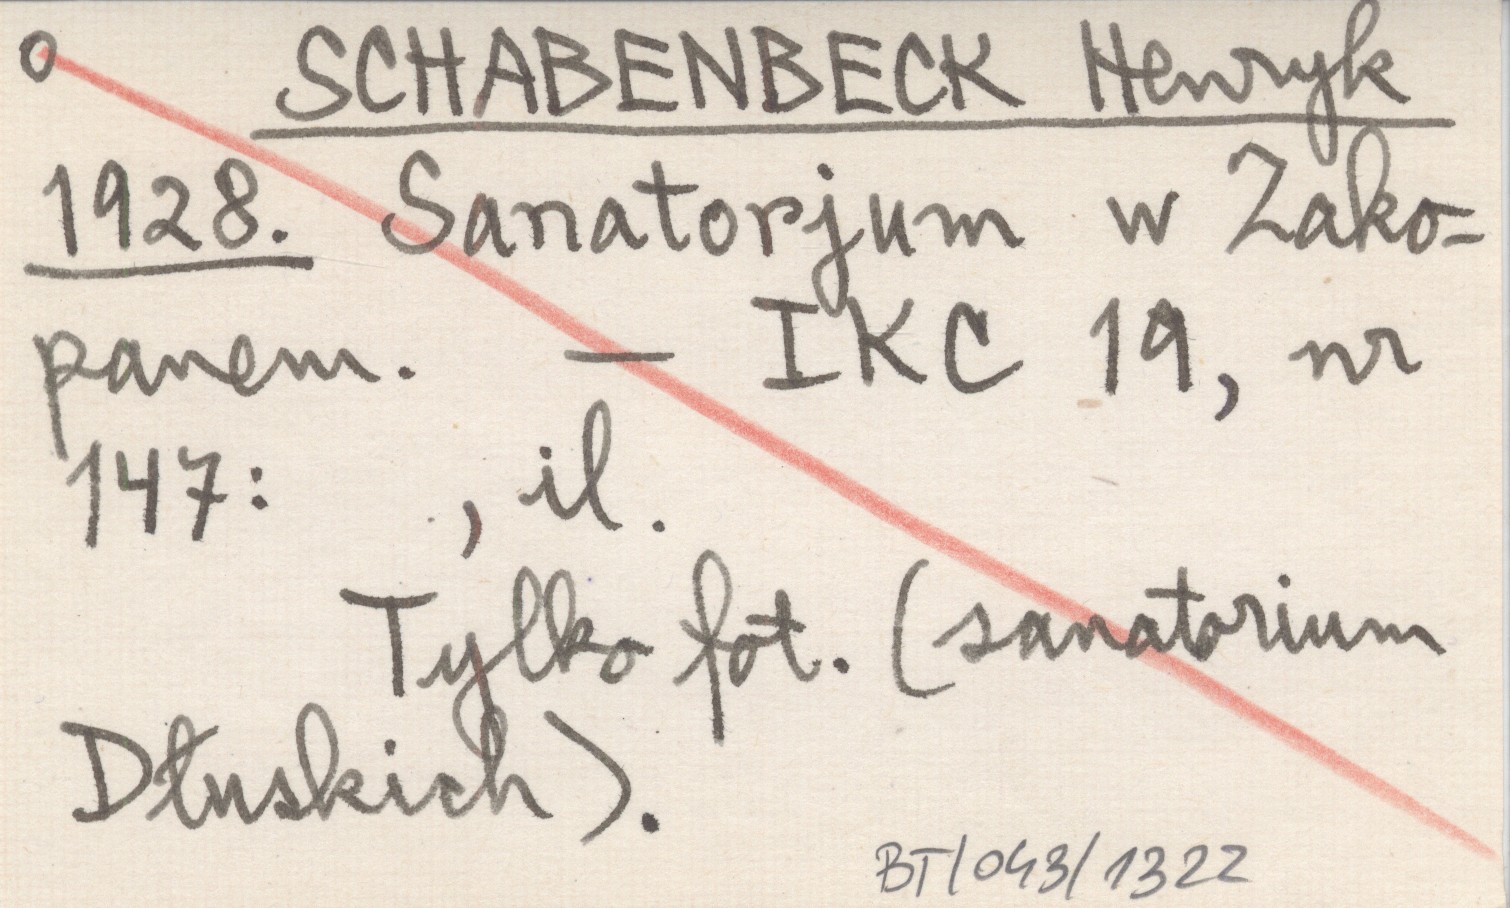 o SCHABENBECK Henryk
1928. Sanatorjum w Zako=
panem. — IKC 19, nr
147: , il.
Tylko fot. (sanatorium
Dłuskich).
BT/043/1322